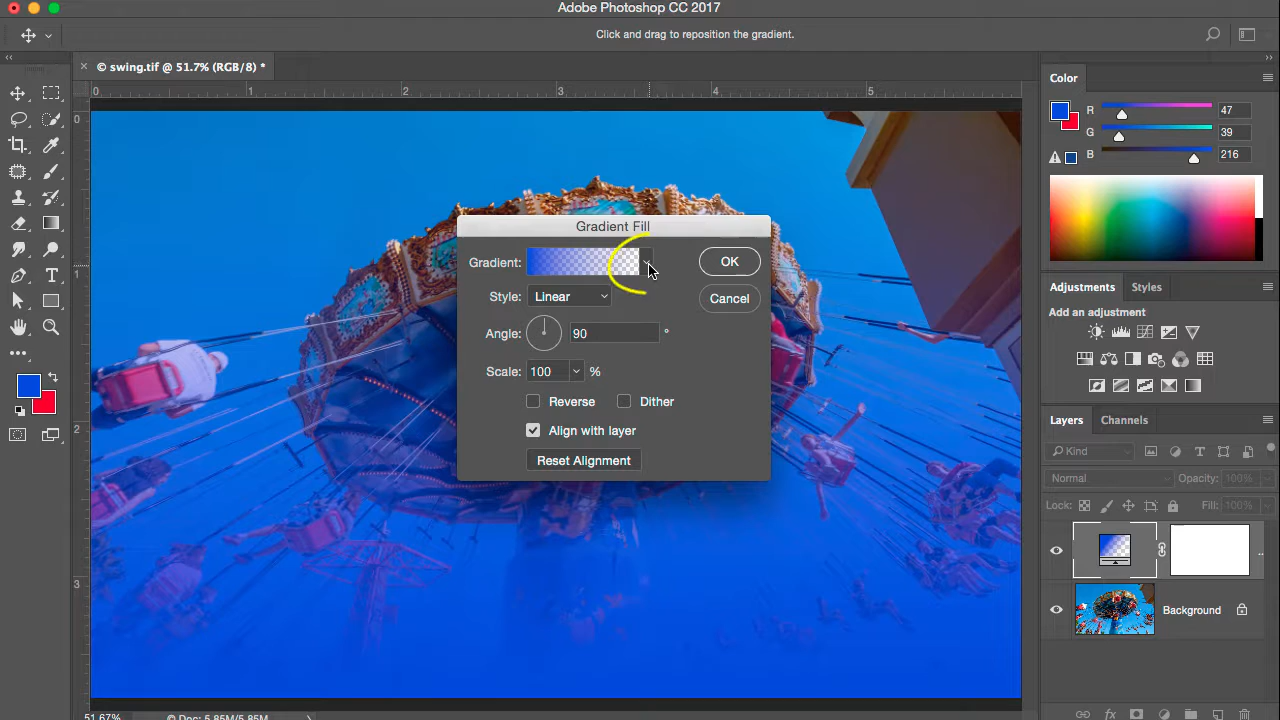 Adobe Photoshop CC 2017
Click and drag to reposition the gradient.
× © swing.tif @ 51.7% (RGB/8) *
0 1 2 3 4 5
0
1
2
3
Gradient Fill
Gradient:
OK
Style: Linear
Cancel
Angle: 90 °
Scale: 100 %
Reverse Dither
Align with layer
Reset Alignment
Color
R 47
G 39
B 216
Adjustments Styles
Add an adjustment
Layers Channels
Kind
Normal Opacity: 100%
Lock: Fill: 100%
Background
51.67% © Doc: 5.85M/5.85M